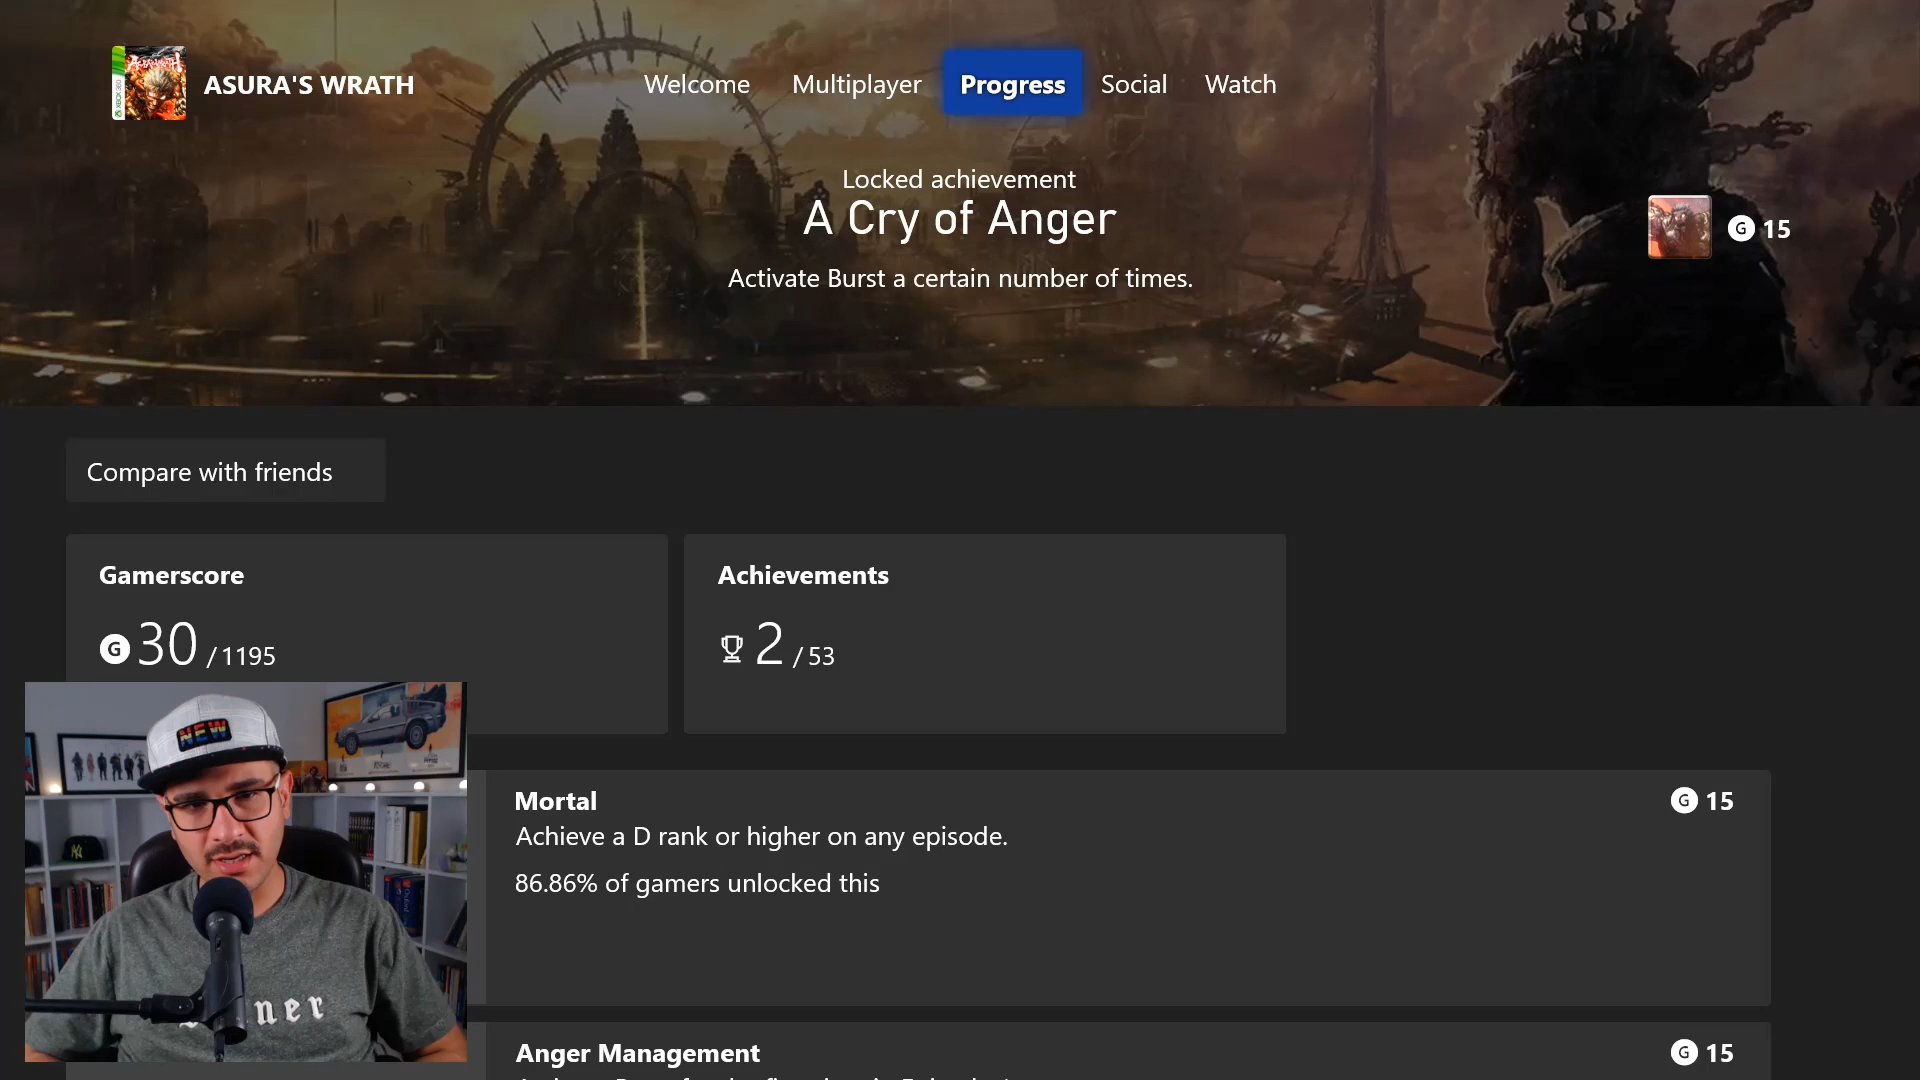 ASURA'S WRATH
Welcome
Multiplayer
Progress
Social
Watch
Locked achievement
A Cry of Anger
G 15
Activate Burst a certain number of times.
Compare with friends
Gamerscore
G 30 / 1195
Achievements
2 / 53
NEW
Mortal
G 15
Achieve a D rank or higher on any episode.
86.86% of gamers unlocked this
Anger Management
G 15